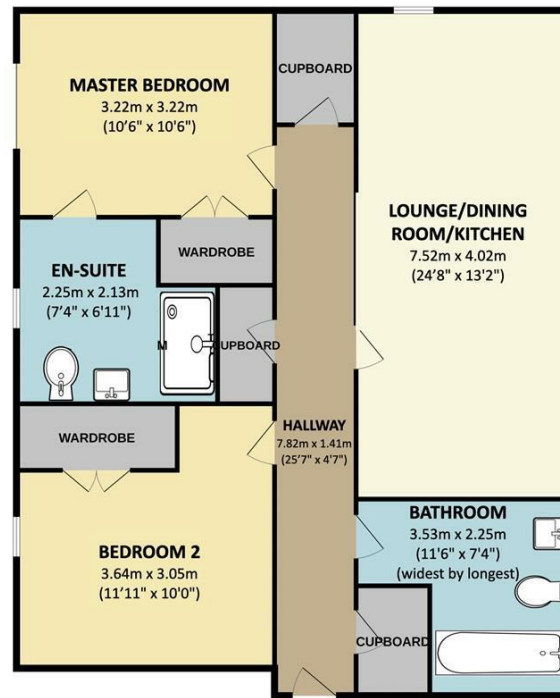 MASTER BEDROOM
3.22m x 3.22m
(10'6" x 10'6")
CUPBOARD
LOUNGE/DINING
ROOM/KITCHEN
7.52m x 4.02m
(24'8" x 13'2")
EN-SUITE
2.25m x 2.13m
(7'4" x 6'11")
WARDROBE
M
UPBOARD
WARDROBE
HALLWAY
7.82m x 1.41m
(25'7" x 4'7")
BEDROOM 2
3.64m x 3.05m
(11'11" x 10'0")
BATHROOM
3.53m x 2.25m
(11'6" x 7'4")
(widest by longest)
CUPBOARD